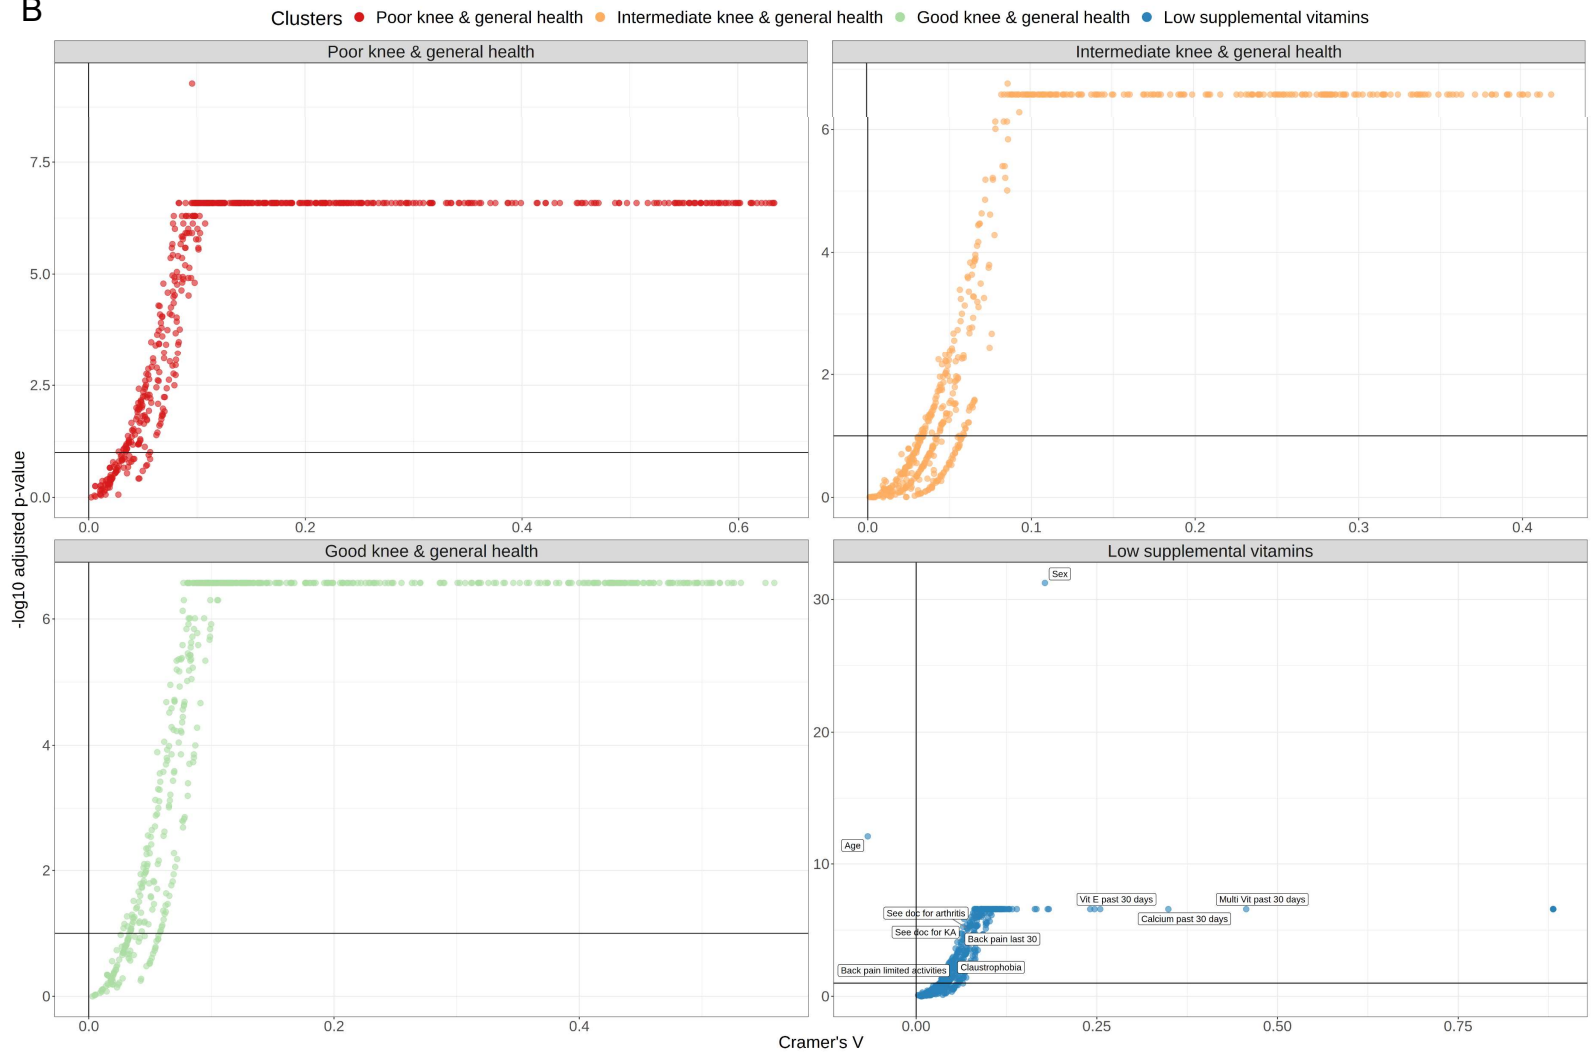 B
Clusters Poor knee & general health Intermediate knee & general health Good knee & general health Low supplemental vitamins
Poor knee & general health
7.5
5.0
2.5
0.0
0.0 0.2 0.4 0.6
Intermediate knee & general health
6
4
2
0
0.0 0.1 0.2 0.3 0.4
-log10 adjusted p-value
Good knee & general health
6
4
2
0
0.0 0.2 0.4
Low supplemental vitamins
30
20
10
0
Sex
Age
Vit E past 30 days
Multi Vit past 30 days
See doc for arthritis
Calcium past 30 days
See doc for KA
Back pain last 30
Back pain limited activities
Claustrophobia
0.00 0.25 0.50 0.75
Cramer's V